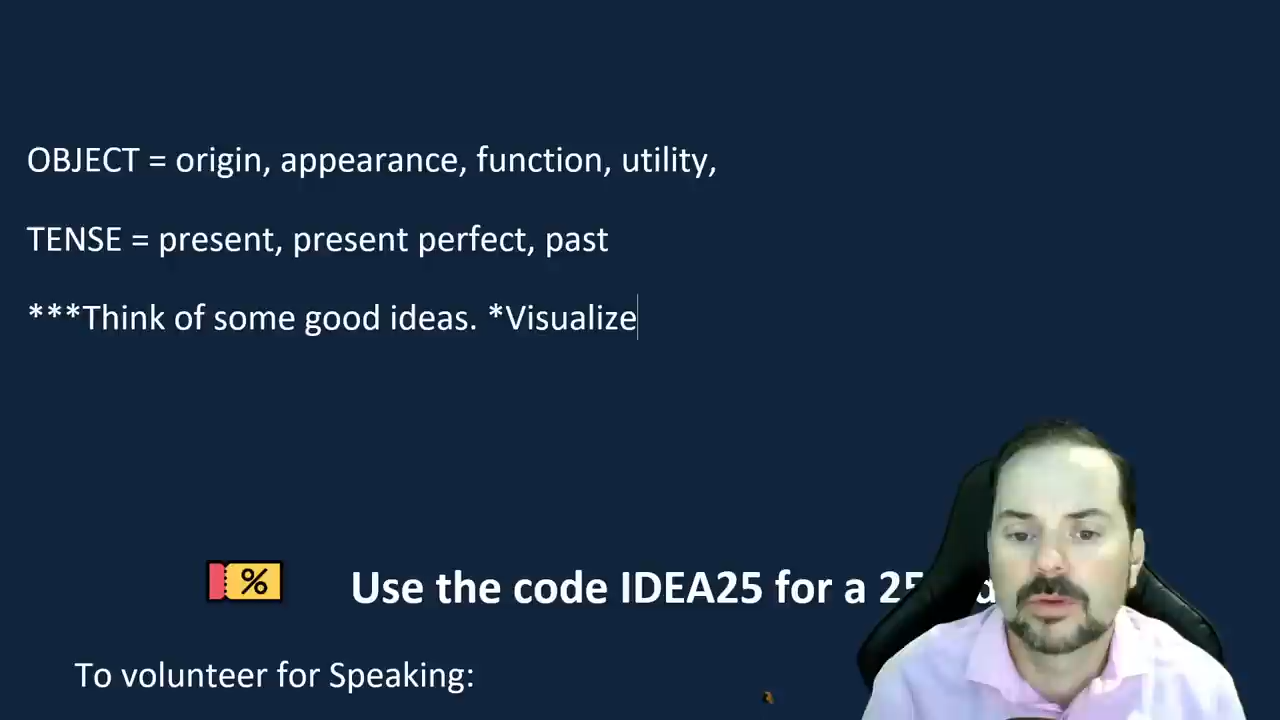 OBJECT = origin, appearance, function, utility,
TENSE = present, present perfect, past
***Think of some good ideas. *Visualize
%
Use the code IDEA25 for a 25
To volunteer for Speaking: